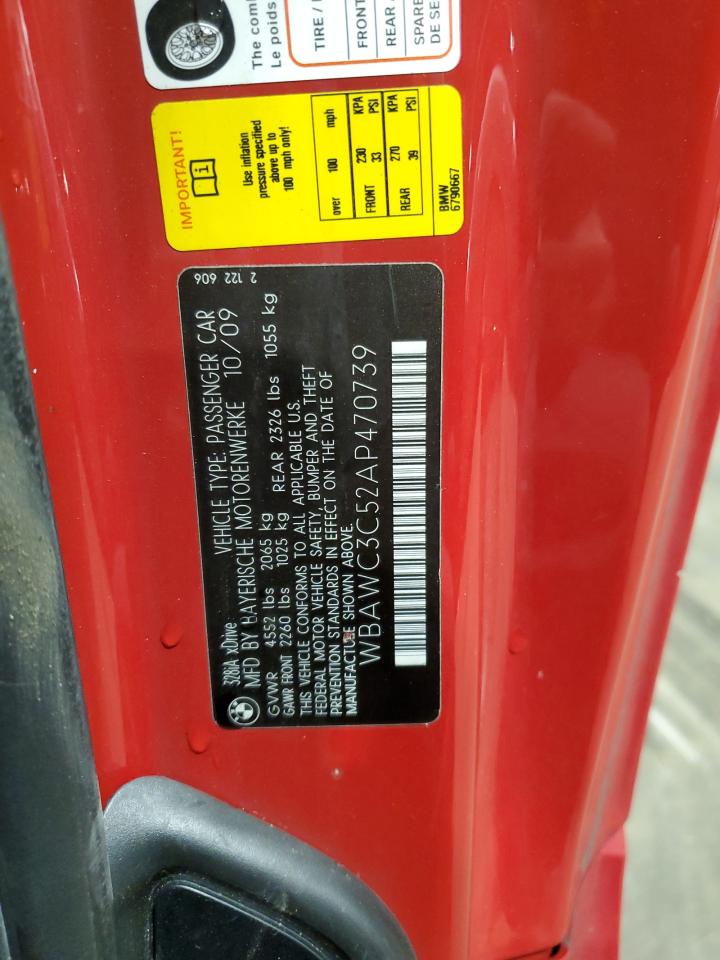 The com
Le poids
TIRE /
FRONT
REAR
SPARE
DE SE
IMPORTANT!
i
Use inflation
pressure specified
above up to
100 mph only!
over 100 mph
KPA
PSI
FRONT 230
33
KPA
PSI
REAR 270
39
BMW
6790667
2 122 606
328iA xDrive VEHICLE TYPE: PASSENGER CAR
MFD BY BAYERISCHE MOTORENWERKE 10/09
GVWR 4552 lbs 2065 kg
GAWR FRONT 2260 lbs 1025 kg REAR 2326 lbs 1055 kg
THIS VEHICLE CONFORMS TO ALL APPLICABLE U.S.
FEDERAL MOTOR VEHICLE SAFETY, BUMPER AND THEFT
PREVENTION STANDARDS IN EFFECT ON THE DATE OF
MANUFACTURE SHOWN ABOVE.
WBAWC3C52AP470739